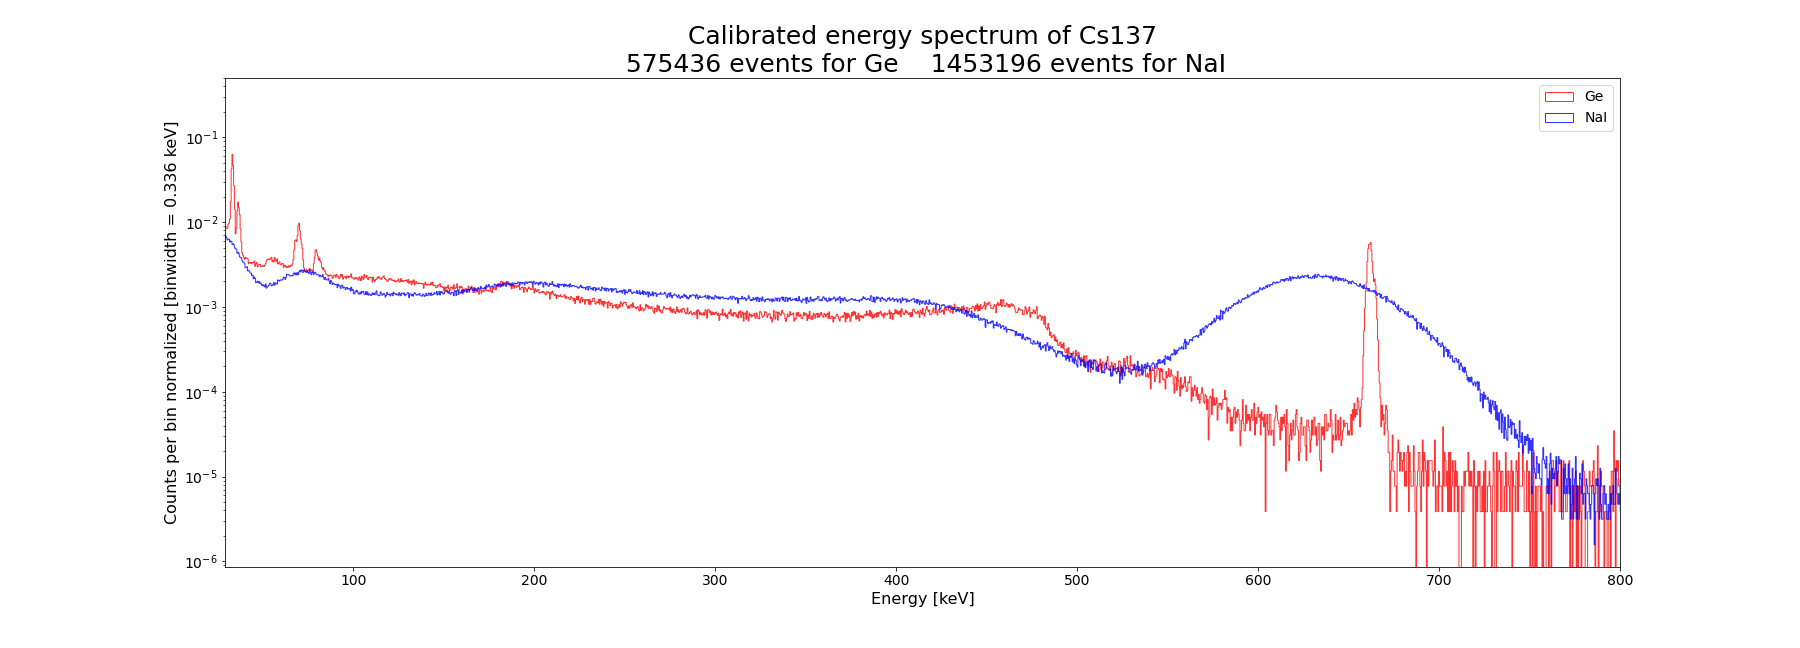 Calibrated energy spectrum of Cs137
575436 events for Ge    1453196 events for NaI
Ge
NaI
Counts per bin normalized [binwidth = 0.336 keV]
10⁻¹
10⁻²
10⁻³
10⁻⁴
10⁻⁵
10⁻⁶
100 200 300 400 500 600 700 800
Energy [keV]